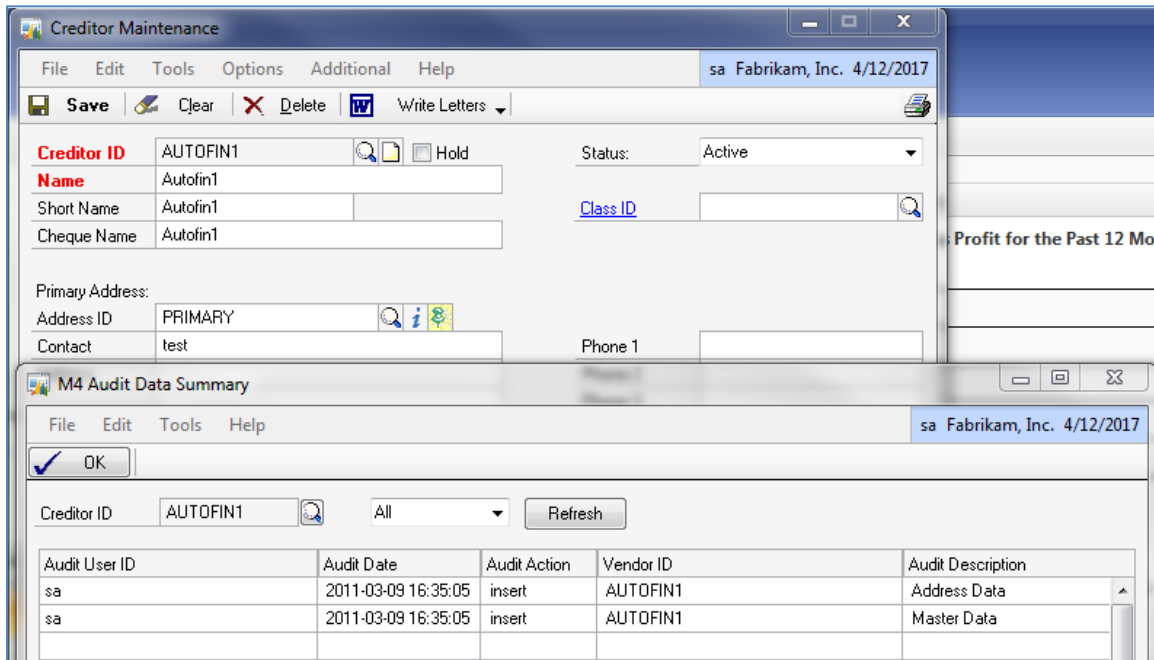 Creditor Maintenance
File Edit Tools Options Additional Help sa Fabrikam, Inc. 4/12/2017
Save Clear Delete W Write Letters
Creditor ID AUTOFIN1 Hold Status: Active
Name Autofin1
Short Name Autofin1 Class ID
Cheque Name Autofin1
Profit for the Past 12 Mo
Primary Address:
Address ID PRIMARY
Contact test Phone 1
Phone 2
M4 Audit Data Summary
File Edit Tools Help sa Fabrikam, Inc. 4/12/2017
OK
Creditor ID AUTOFIN1 All Refresh
Audit User ID Audit Date Audit Action Vendor ID Audit Description
sa 2011-03-09 16:35:05 insert AUTOFIN1 Address Data
sa 2011-03-09 16:35:05 insert AUTOFIN1 Master Data